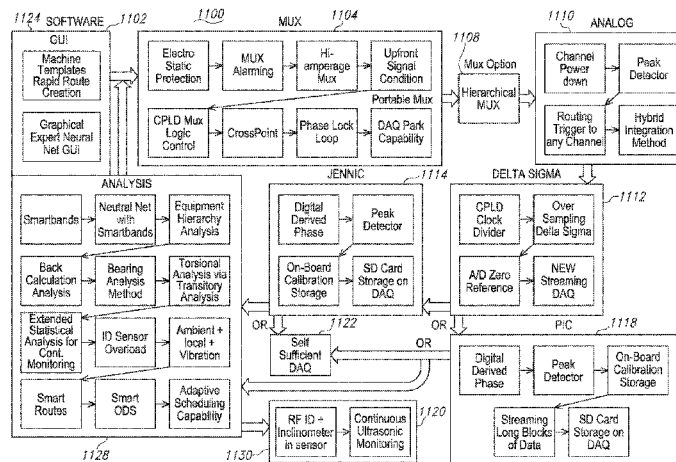 1124
SOFTWARE
1102
GUI
Machine
Templates
Rapid Route
Creation
Graphical
Expert Neural
Net GUI
1100
MUX
1104
Electro
Static
Protection
MUX
Alarming
Hi-
amperage
Mux
Upfront
Signal
Condition
Portable Mux
CPLD Mux
Logic
Control
CrossPoint
Phase Lock
Loop
DAQ Park
Capability
1108
Mux Option
Hierarchical
MUX
1110
ANALOG
Channel
Power
down
Peak
Detector
Routing
Trigger to
any Channel
Hybrid
Integration
Method
ANALYSIS
Smartbands
Neutral Net
with
Smartbands
Equipment
Hierarchy
Analysis
Back
Calculation
Analysis
Bearing
Analysis
Method
Torsional
Analysis via
Transitory
Analysis
Extended
Statistical
Analysis for
Cont.
Monitoring
ID Sensor
Overload
Ambient +
local +
Vibration
Smart
Routes
Smart
ODS
Adaptive
Scheduling
Capability
1128
JENNIC
1114
Digital
Derived
Phase
Peak
Detector
On-Board
Calibration
Storage
SD Card
Storage on
DAQ
DELTA SIGMA
1112
CPLD
Clock
Divider
Over
Sampling
Delta Sigma
A/D Zero
Reference
NEW
Streaming
DAQ
OR
1122
Self
Sufficient
DAQ
OR
OR
PIC
1118
Digital
Derived
Phase
Peak
Detector
On-Board
Calibration
Storage
Streaming
Long Blocks
of Data
SD Card
Storage on
DAQ
1120
RF ID +
Inclinometer
in sensor
Continuous
Ultrasonic
Monitoring
1130